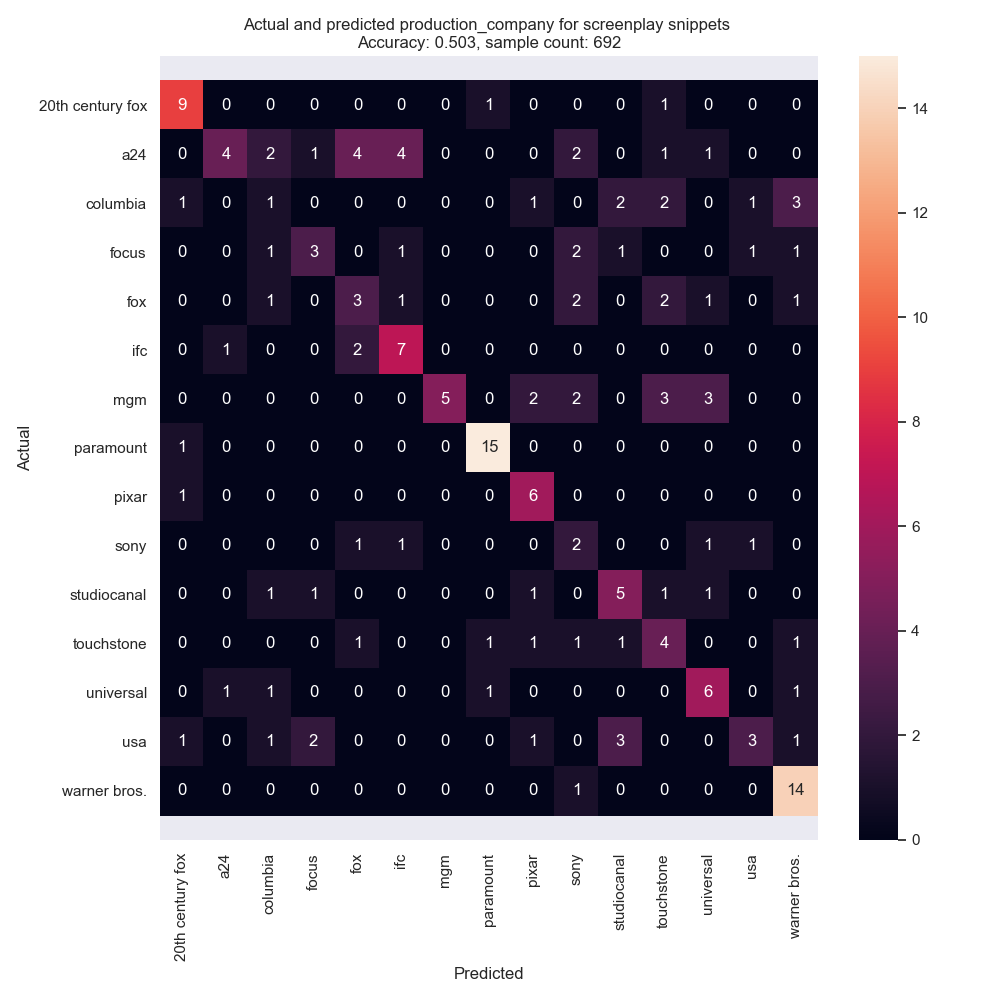 Actual and predicted production_company for screenplay snippets
Accuracy: 0.503, sample count: 692
20th century fox 9 0 0 0 0 0 0 1 0 0 0 1 0 0 0
a24 0 4 2 1 4 4 0 0 0 2 0 1 1 0 0
columbia 1 0 1 0 0 0 0 0 1 0 2 2 0 1 3
focus 0 0 1 3 0 1 0 0 0 2 1 0 0 1 1
fox 0 0 1 0 3 1 0 0 0 2 0 2 1 0 1
ifc 0 1 0 0 2 7 0 0 0 0 0 0 0 0 0
mgm 0 0 0 0 0 0 5 0 2 2 0 3 3 0 0
paramount 1 0 0 0 0 0 0 15 0 0 0 0 0 0 0
pixar 1 0 0 0 0 0 0 0 6 0 0 0 0 0 0
sony 0 0 0 0 1 1 0 0 0 2 0 0 1 1 0
studiocanal 0 0 1 1 0 0 0 0 1 0 5 1 1 0 0
touchstone 0 0 0 0 1 0 0 1 1 1 1 4 0 0 1
universal 0 1 1 0 0 0 0 1 0 0 0 0 6 0 1
usa 1 0 1 2 0 0 0 0 1 0 3 0 0 3 1
warner bros. 0 0 0 0 0 0 0 0 0 1 0 0 0 0 14
Actual
20th century fox
a24
columbia
focus
fox
ifc
mgm
paramount
pixar
sony
studiocanal
touchstone
universal
usa
warner bros.
Predicted
14
12
10
8
6
4
2
0